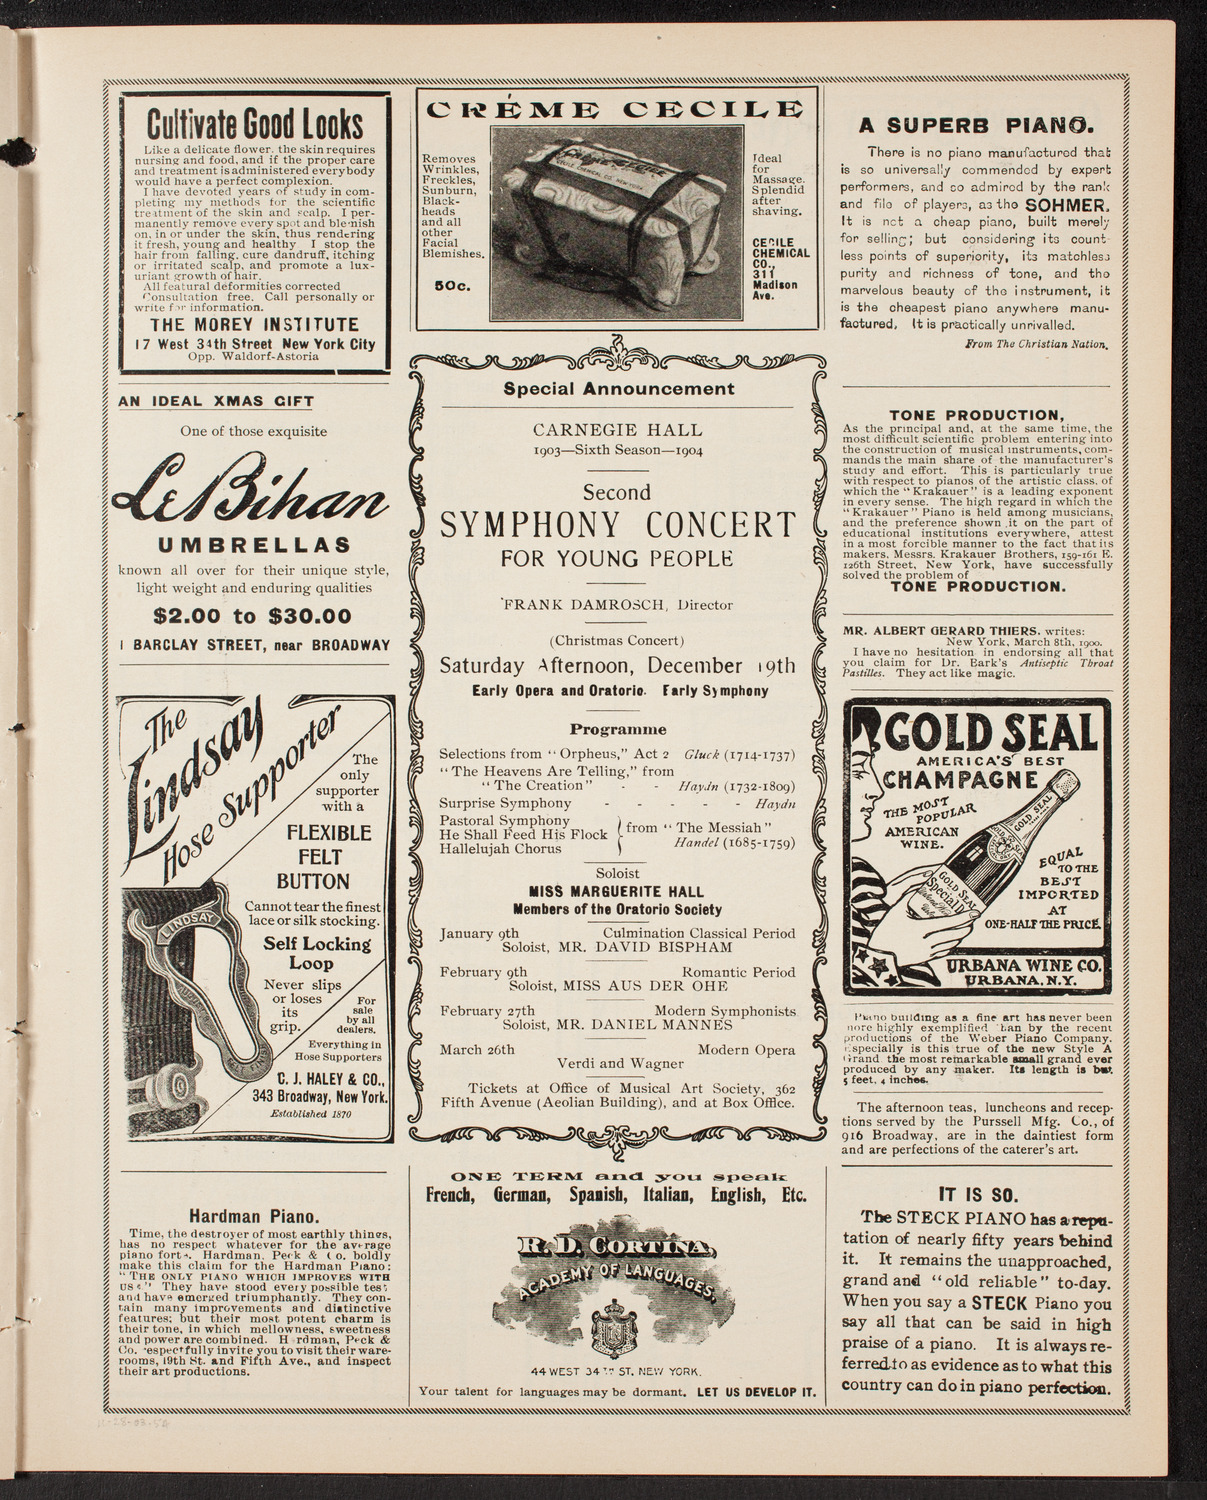 Cultivate Good Looks
Like a delicate flower, the skin requires
nursing and food, and if the proper care
and treatment is administered everybody
would have a perfect complexion.
I have devoted years of study in com-
pleting my methods for the scientific
treatment of the skin and scalp. I per-
manently remove every spot and blemish
on, in or under the skin, thus rendering
it fresh, young and healthy I stop the
hair from falling, cure dandruff, itching
or irritated scalp, and promote a lux-
uriant growth of hair.
All featural deformities corrected
Consultation free. Call personally or
write for information.
THE MOREY INSTITUTE
17 West 34th Street New York City
Opp. Waldorf-Astoria
AN IDEAL XMAS GIFT
One of those exquisite
Le Bihan
UMBRELLAS
known all over for their unique style,
light weight and enduring qualities
$2.00 to $30.00
1 BARCLAY STREET, near BROADWAY
The
Lindsay
Hose Supporter
The
only
supporter
with a
FLEXIBLE
FELT
BUTTON
Cannot tear the finest
lace or silk stocking.
Self Locking
Loop
Never slips
or loses
its
grip.
For
sale
by all
dealers.
Everything in
Hose Supporters
C. J. HALEY & CO.,
343 Broadway, New York.
Established 1870
LINDSAY
Hardman Piano.
Time, the destroyer of most earthly things,
has no respect whatever for the average
piano forte. Hardman, Peck & Co. boldly
make this claim for the Hardman Piano:
"THE ONLY PIANO WHICH IMPROVES WITH
USE." They have stood every possible test,
and have emerged triumphantly. They con-
tain many improvements and distinctive
features; but their most potent charm is
their tone, in which mellowness, sweetness
and power are combined. Hardman, Peck &
Co. respectfully invite you to visit their ware-
rooms, 19th St. and Fifth Ave., and inspect
their art productions.
CRÉME CECILE
Removes
Wrinkles,
Freckles,
Sunburn,
Black-
heads
and all
other
Facial
Blemishes.
50c.
Ideal
for
Massage.
Splendid
after
shaving.
CECILE
CHEMICAL
CO.,
311
Madison
Ave.
Special Announcement
CARNEGIE HALL
1903—Sixth Season—1904
Second
SYMPHONY CONCERT
FOR YOUNG PEOPLE
FRANK DAMROSCH, Director
(Christmas Concert)
Saturday Afternoon, December 19th
Early Opera and Oratorio. Early Symphony
Programme
Selections from "Orpheus," Act 2 Gluck (1714-1737)
"The Heavens Are Telling," from
"The Creation" - - Haydn (1732-1809)
Surprise Symphony - - - - - Haydn
Pastoral Symphony
He Shall Feed His Flock
Hallelujah Chorus
from "The Messiah"
Handel (1685-1759)
Soloist
MISS MARGUERITE HALL
Members of the Oratorio Society
January 9th Culmination Classical Period
Soloist, MR. DAVID BISPHAM
February 9th Romantic Period
Soloist, MISS AUS DER OHE
February 27th Modern Symphonists
Soloist, MR. DANIEL MANNES
March 26th Modern Opera
Verdi and Wagner
Tickets at Office of Musical Art Society, 362
Fifth Avenue (Aeolian Building), and at Box Office.
ONE TERM and you speak
French, German, Spanish, Italian, English, Etc.
R. D. CORTINA
ACADEMY OF LANGUAGES.
44 WEST 34TH ST. NEW YORK.
Your talent for languages may be dormant. LET US DEVELOP IT.
A SUPERB PIANO.
There is no piano manufactured that
is so universally commended by expert
performers, and so admired by the rank
and file of players, as the SOHMER.
It is not a cheap piano, built merely
for selling; but considering its count-
less points of superiority, its matchless
purity and richness of tone, and the
marvelous beauty of the instrument, it
is the cheapest piano anywhere manu-
factured, It is practically unrivalled.
From The Christian Nation.
TONE PRODUCTION,
As the principal and, at the same time, the
most difficult scientific problem entering into
the construction of musical instruments, com-
mands the main share of the manufacturer's
study and effort. This is particularly true
with respect to pianos of the artistic class, of
which the "Krakauer" is a leading exponent
in every sense. The high regard in which the
"Krakauer" Piano is held among musicians,
and the preference shown it on the part of
educational institutions everywhere, attest
in a most forcible manner to the fact that its
makers, Messrs. Krakauer Brothers, 159-161 E.
126th Street, New York, have successfully
solved the problem of
TONE PRODUCTION.
MR. ALBERT GERARD THIERS, writes:
New York, March 8th, 1900.
I have no hesitation in endorsing all that
you claim for Dr. Eark's Antiseptic Throat
Pastilles. They act like magic.
GOLD SEAL
AMERICA'S BEST
CHAMPAGNE
THE MOST
POPULAR
AMERICAN
WINE.
EQUAL
TO THE
BEST
IMPORTED
AT
ONE-HALF THE PRICE.
GOLD SEAL
GOLD SEAL
Special
URBANA WINE CO.
URBANA, N.Y.
Piano building as a fine art has never been
more highly exemplified than by the recent
productions of the Weber Piano Company.
Especially is this true of the new Style A
Grand the most remarkable small grand ever
produced by any maker. Its length is but
5 feet, 4 inches.
The afternoon teas, luncheons and recep-
tions served by the Purssell Mfg. Co., of
916 Broadway, are in the daintiest form
and are perfections of the caterer's art.
IT IS SO.
The STECK PIANO has a repu-
tation of nearly fifty years behind
it. It remains the unapproached,
grand and "old reliable" to-day.
When you say a STECK Piano you
say all that can be said in high
praise of a piano. It is always re-
ferred to as evidence as to what this
country can do in piano perfection.
11-28-03-5A